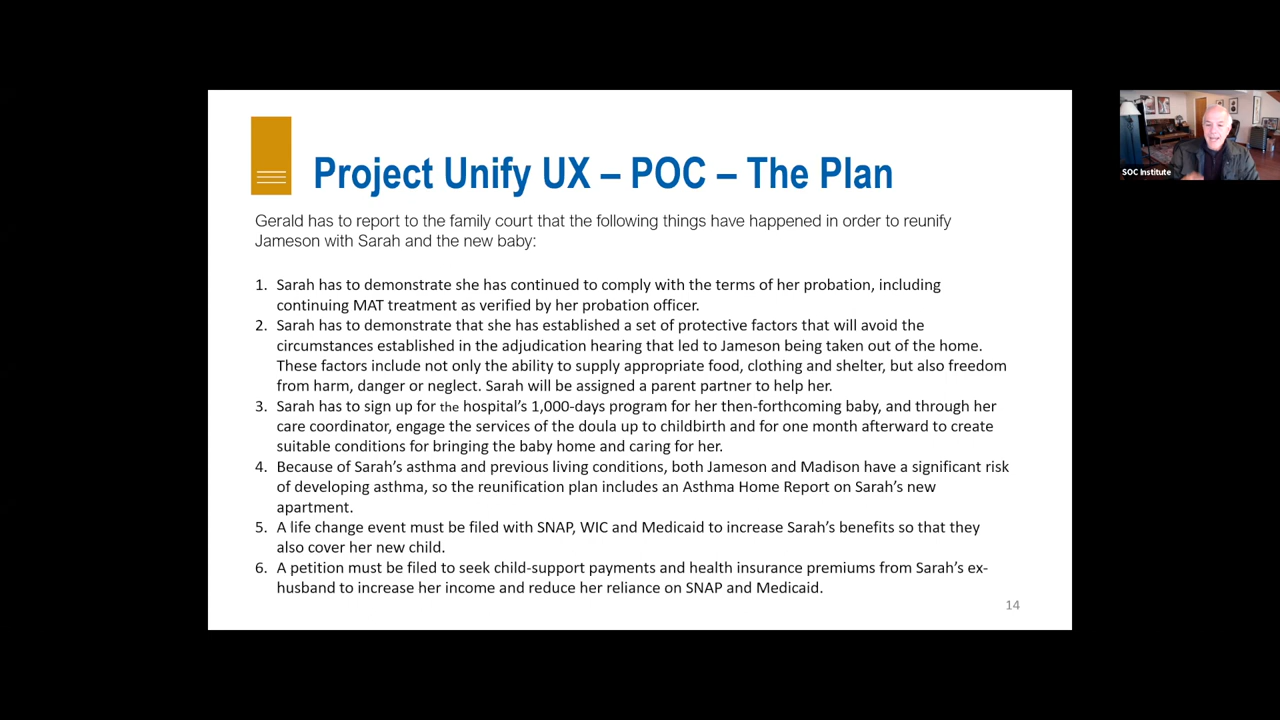 Project Unify UX – POC – The Plan
Gerald has to report to the family court that the following things have happened in order to reunify
Jameson with Sarah and the new baby:
1. Sarah has to demonstrate she has continued to comply with the terms of her probation, including
continuing MAT treatment as verified by her probation officer.
2. Sarah has to demonstrate that she has established a set of protective factors that will avoid the
circumstances established in the adjudication hearing that led to Jameson being taken out of the home.
These factors include not only the ability to supply appropriate food, clothing and shelter, but also freedom
from harm, danger or neglect. Sarah will be assigned a parent partner to help her.
3. Sarah has to sign up for the hospital’s 1,000-days program for her then-forthcoming baby, and through her
care coordinator, engage the services of the doula up to childbirth and for one month afterward to create
suitable conditions for bringing the baby home and caring for her.
4. Because of Sarah’s asthma and previous living conditions, both Jameson and Madison have a significant risk
of developing asthma, so the reunification plan includes an Asthma Home Report on Sarah’s new
apartment.
5. A life change event must be filed with SNAP, WIC and Medicaid to increase Sarah’s benefits so that they
also cover her new child.
6. A petition must be filed to seek child-support payments and health insurance premiums from Sarah’s ex-
husband to increase her income and reduce her reliance on SNAP and Medicaid.
14
SOC Institute